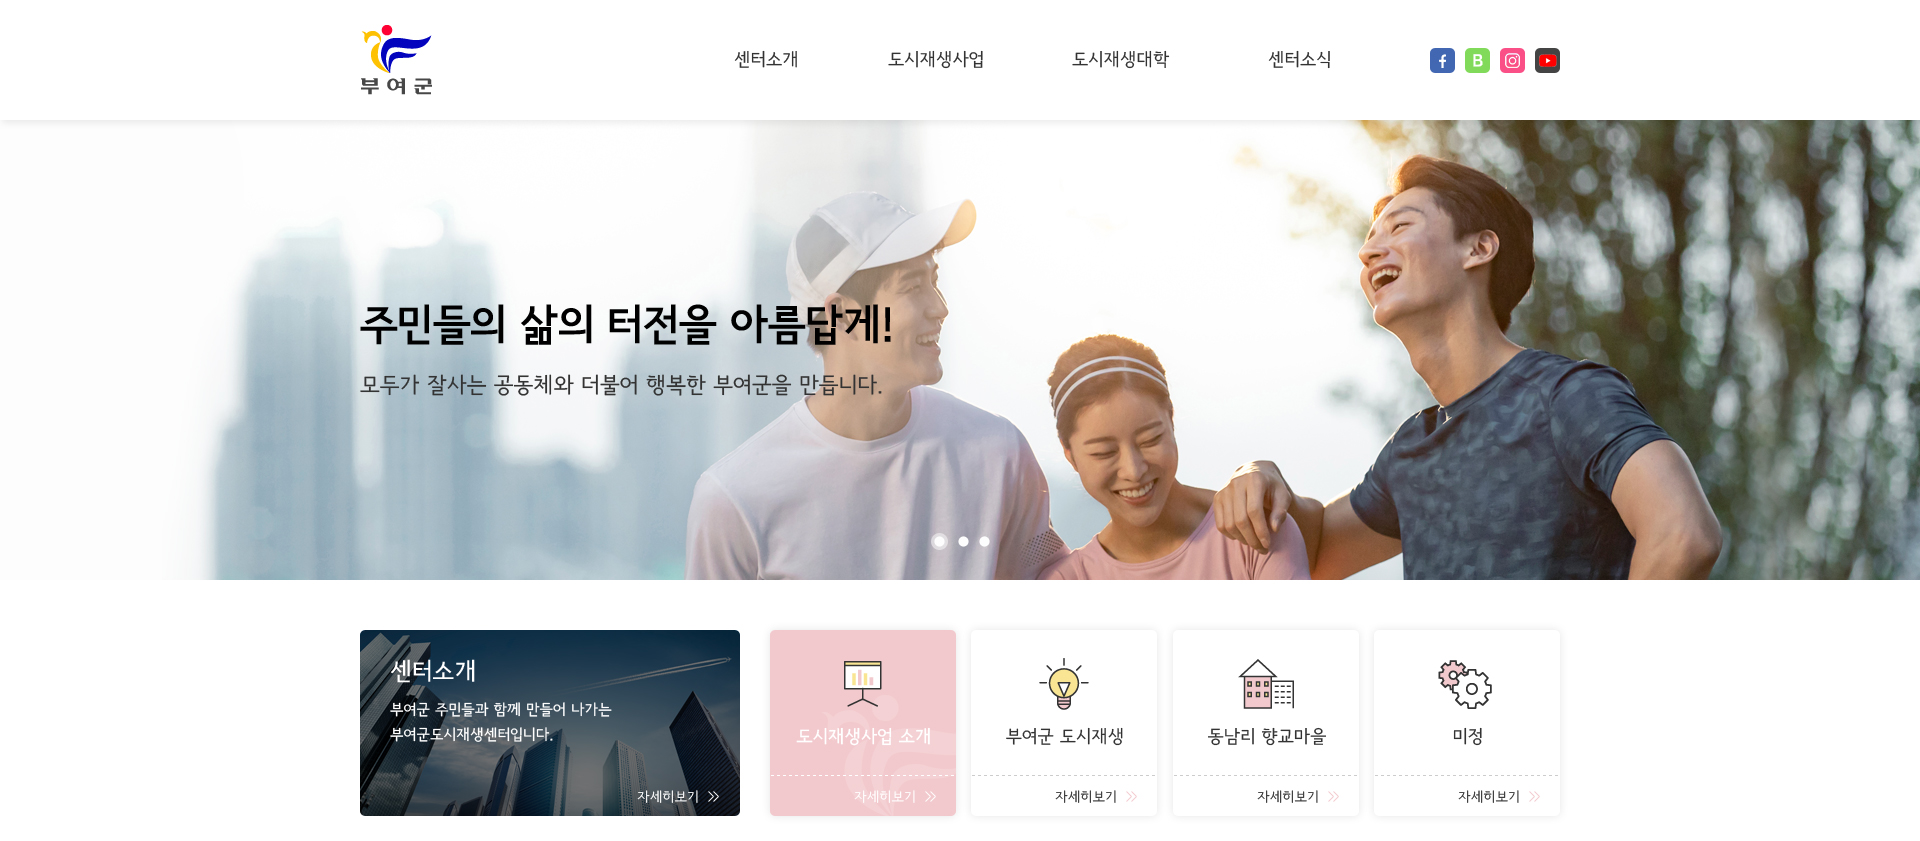 부여군
센터소개
도시재생사업
도시재생대학
센터소식
주민들의 삶의 터전을 아름답게!
모두가 잘사는 공동체와 더불어 행복한 부여군을 만듭니다.
센터소개
부여군 주민들과 함께 만들어 나가는
부여군도시재생센터입니다.
자세히보기
도시재생사업 소개
자세히보기
부여군 도시재생
자세히보기
동남리 향교마을
자세히보기
미정
자세히보기